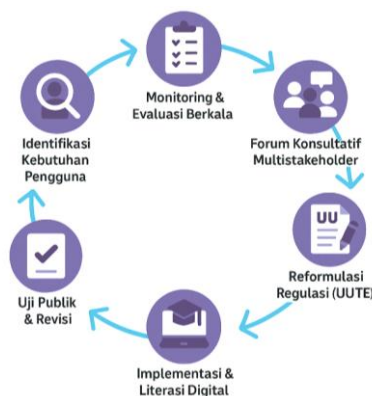 Monitoring &
Evaluasi Berkala
Forum Konsultatif
Multistakeholder
UU
Reformulasi
Regulasi (UUTE)
Implementasi &
Literasi Digital
Uji Publik
& Revisi
Identifikasi
Kebutuhan
Pengguna